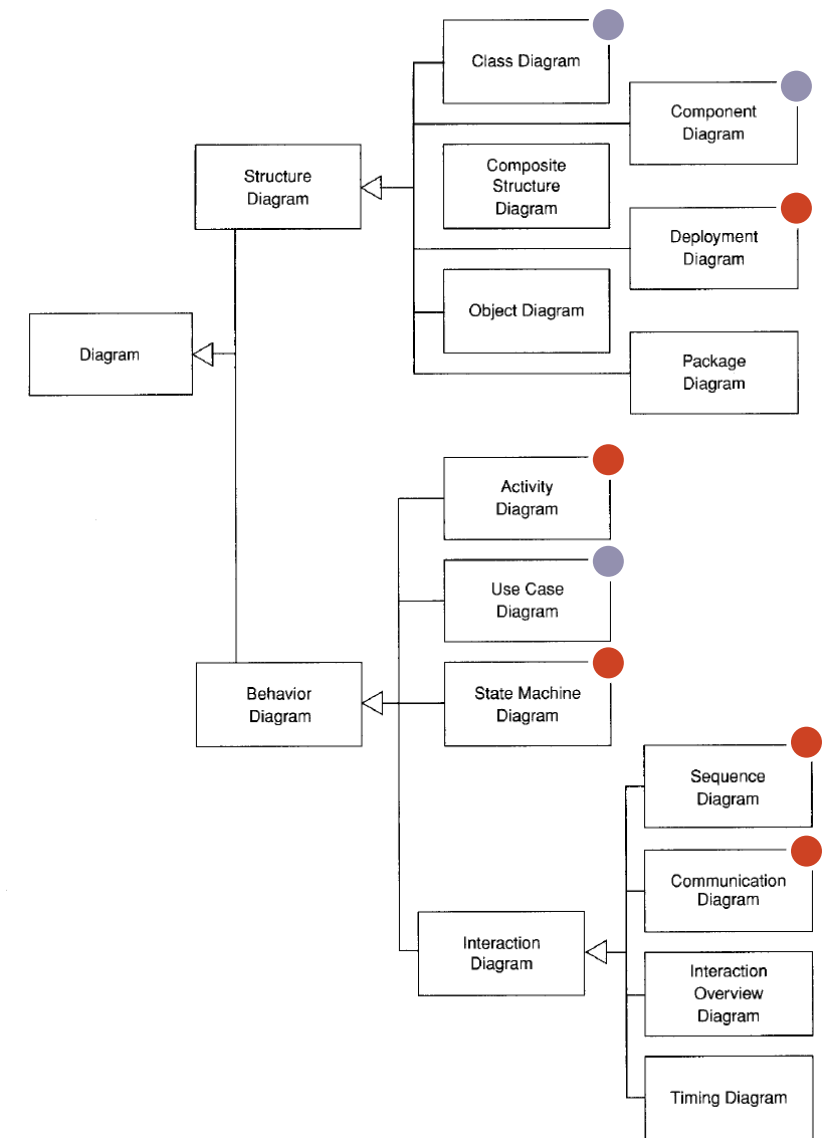 Class Diagram
Component
Diagram
Structure
Diagram
Composite
Structure
Diagram
Deployment
Diagram
Object Diagram
Diagram
Package
Diagram
Activity
Diagram
Use Case
Diagram
Behavior
Diagram
State Machine
Diagram
Sequence
Diagram
Communication
Diagram
Interaction
Diagram
Interaction
Overview
Diagram
Timing Diagram